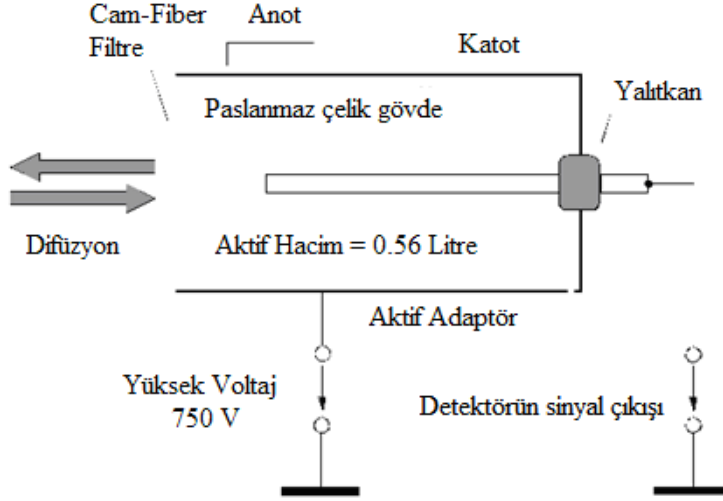 Cam-Fiber
Filtre
Anot
Katot
Yalıtkan
Paslanmaz çelik gövde
Difüzyon
Aktif Hacim = 0.56 Litre
Aktif Adaptör
Yüksek Voltaj
750 V
Detektörün sinyal çıkışı